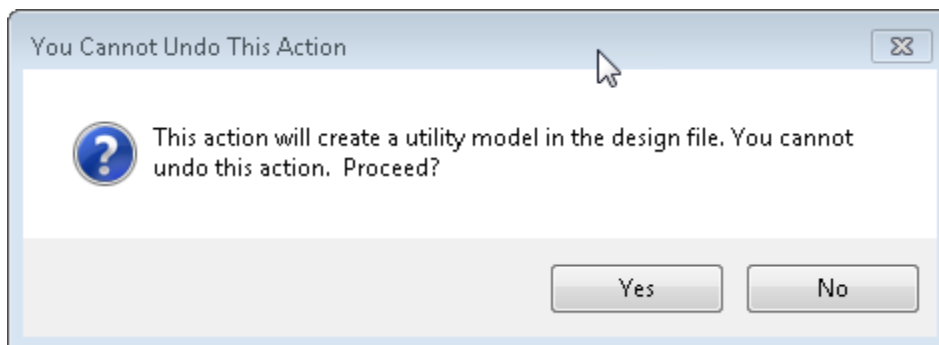 You Cannot Undo This Action
This action will create a utility model in the design file. You cannot
undo this action.  Proceed?
Yes
No